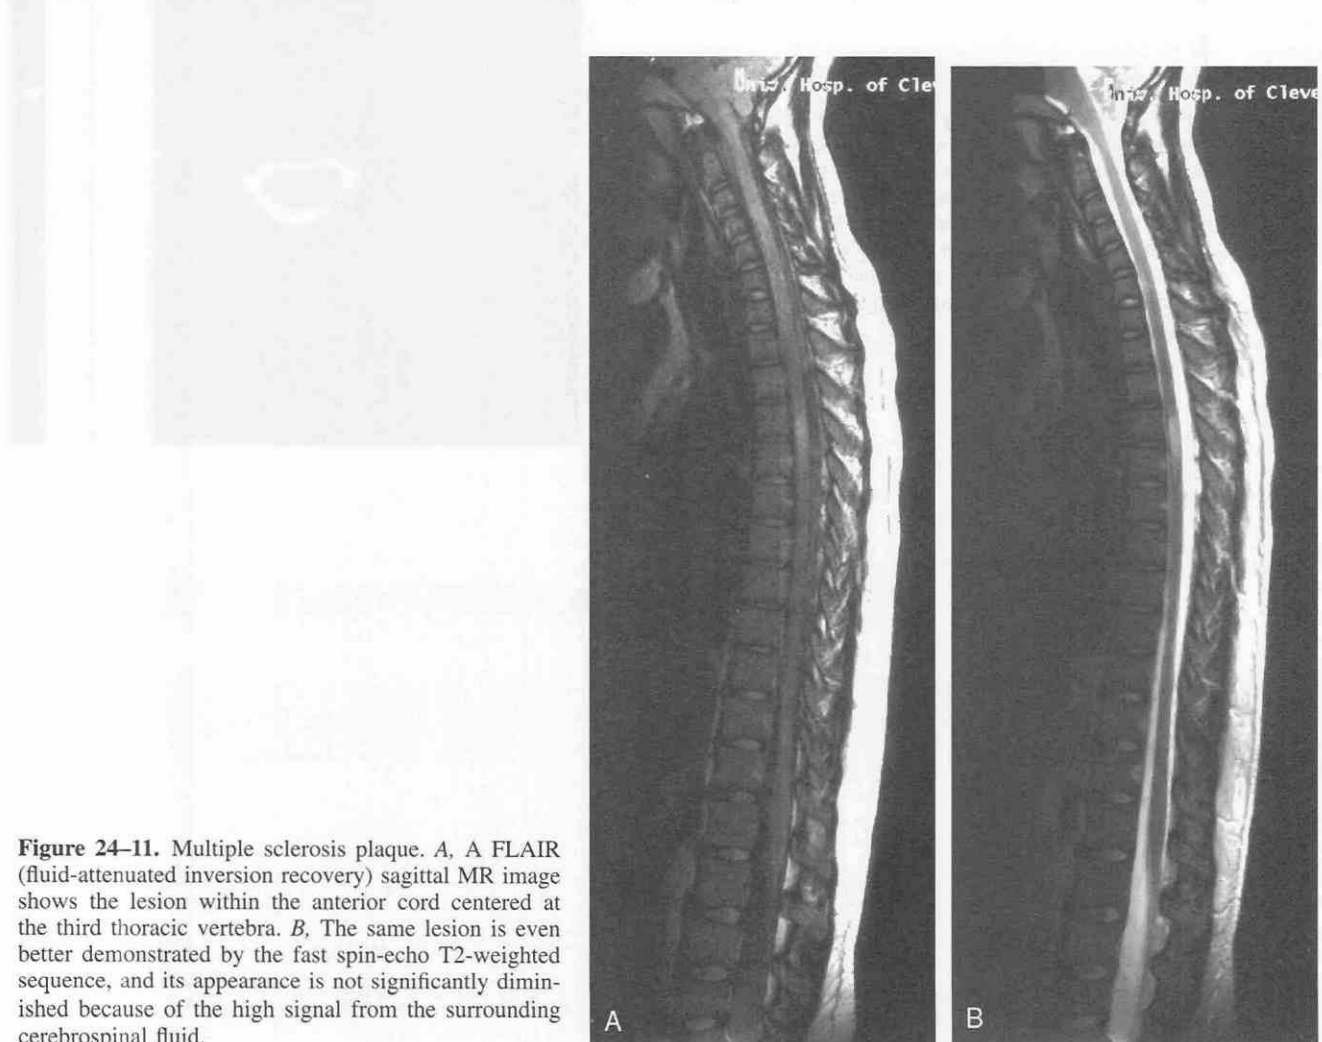 Univ. Hosp. of Cle
Univ. Hosp. of Cleve
Figure 24–11. Multiple sclerosis plaque. A, A FLAIR
(fluid-attenuated inversion recovery) sagittal MR image
shows the lesion within the anterior cord centered at
the third thoracic vertebra. B, The same lesion is even
better demonstrated by the fast spin-echo T2-weighted
sequence, and its appearance is not significantly dimin-
ished because of the high signal from the surrounding
cerebrospinal fluid.
A
B